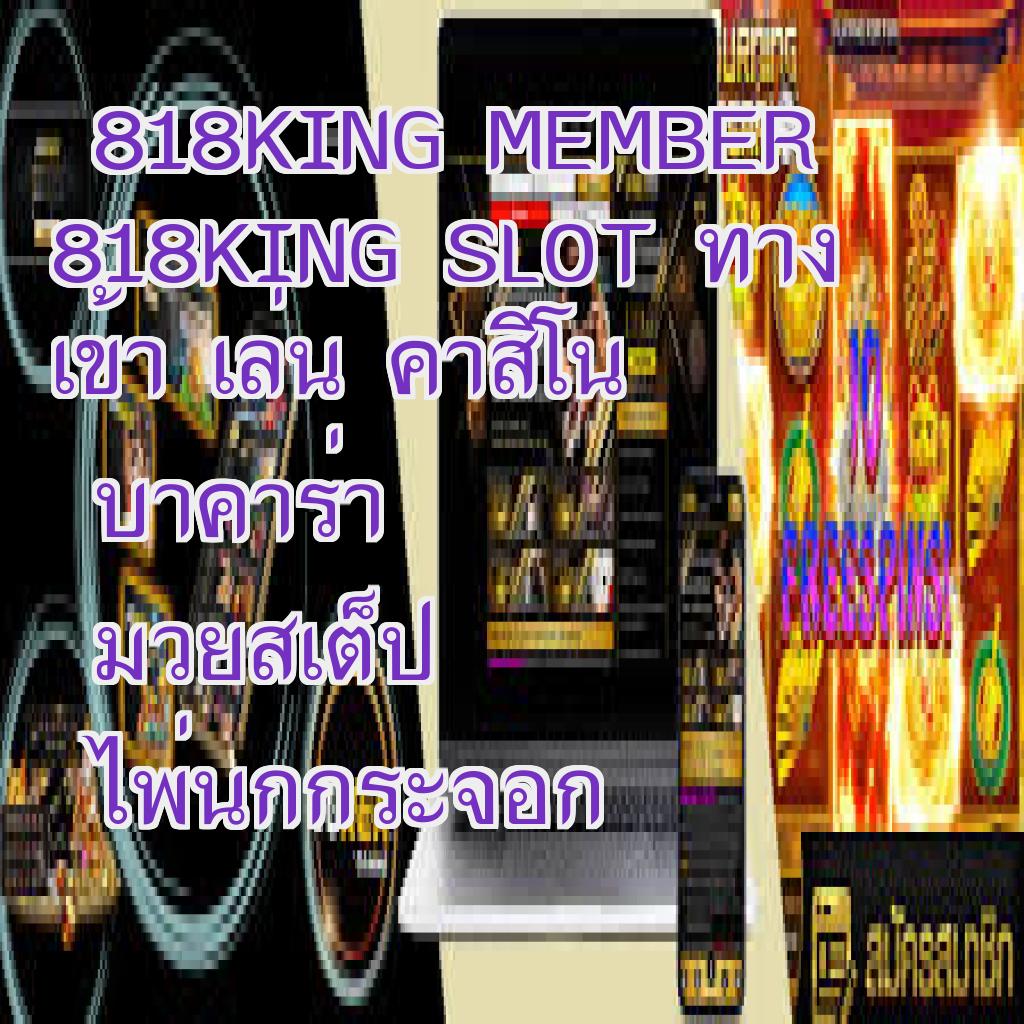 818KING MEMBER
818KING SLOT ทาง
เข้า เล่น คาสิโน
บาคาร่า
มวยสเต็ป
ไพ่นกกระจอก
10
FREESPINS!
สมัครสมาชิก